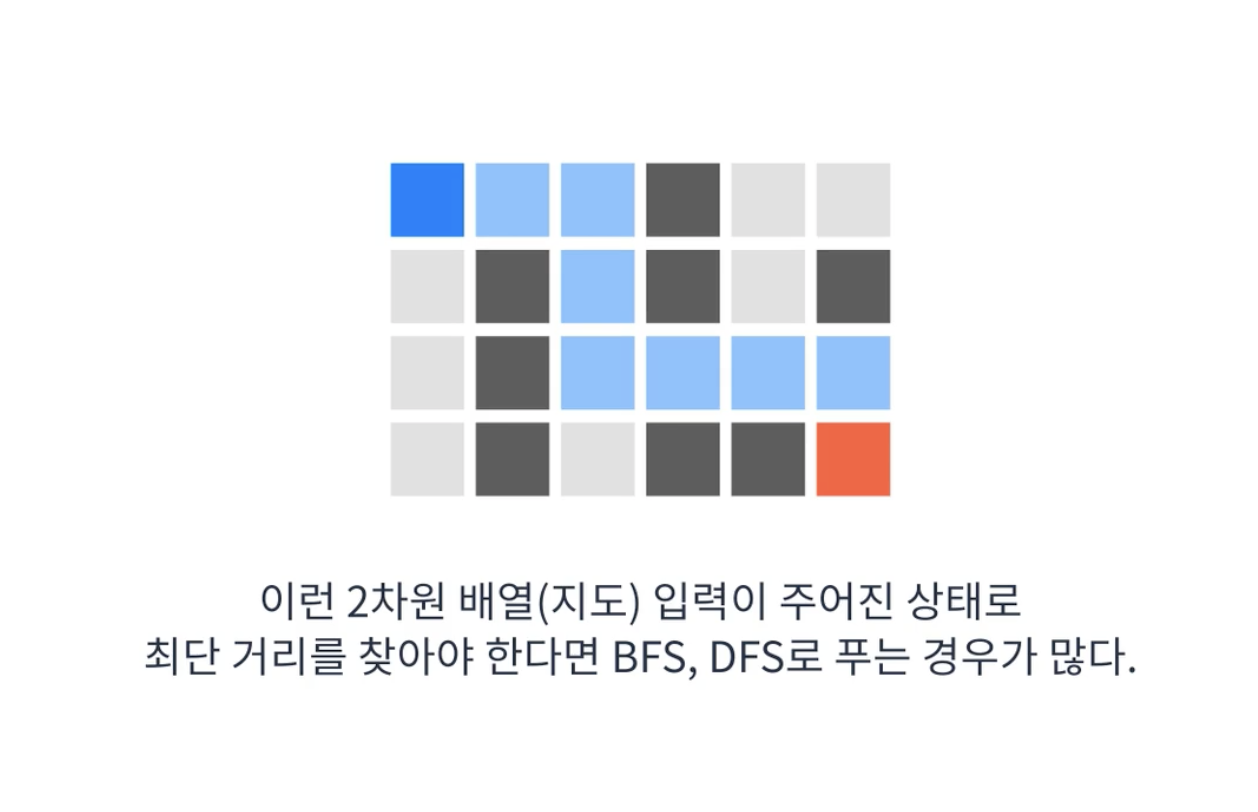 이런 2차원 배열(지도) 입력이 주어진 상태로
최단 거리를 찾아야 한다면 BFS, DFS로 푸는 경우가 많다.